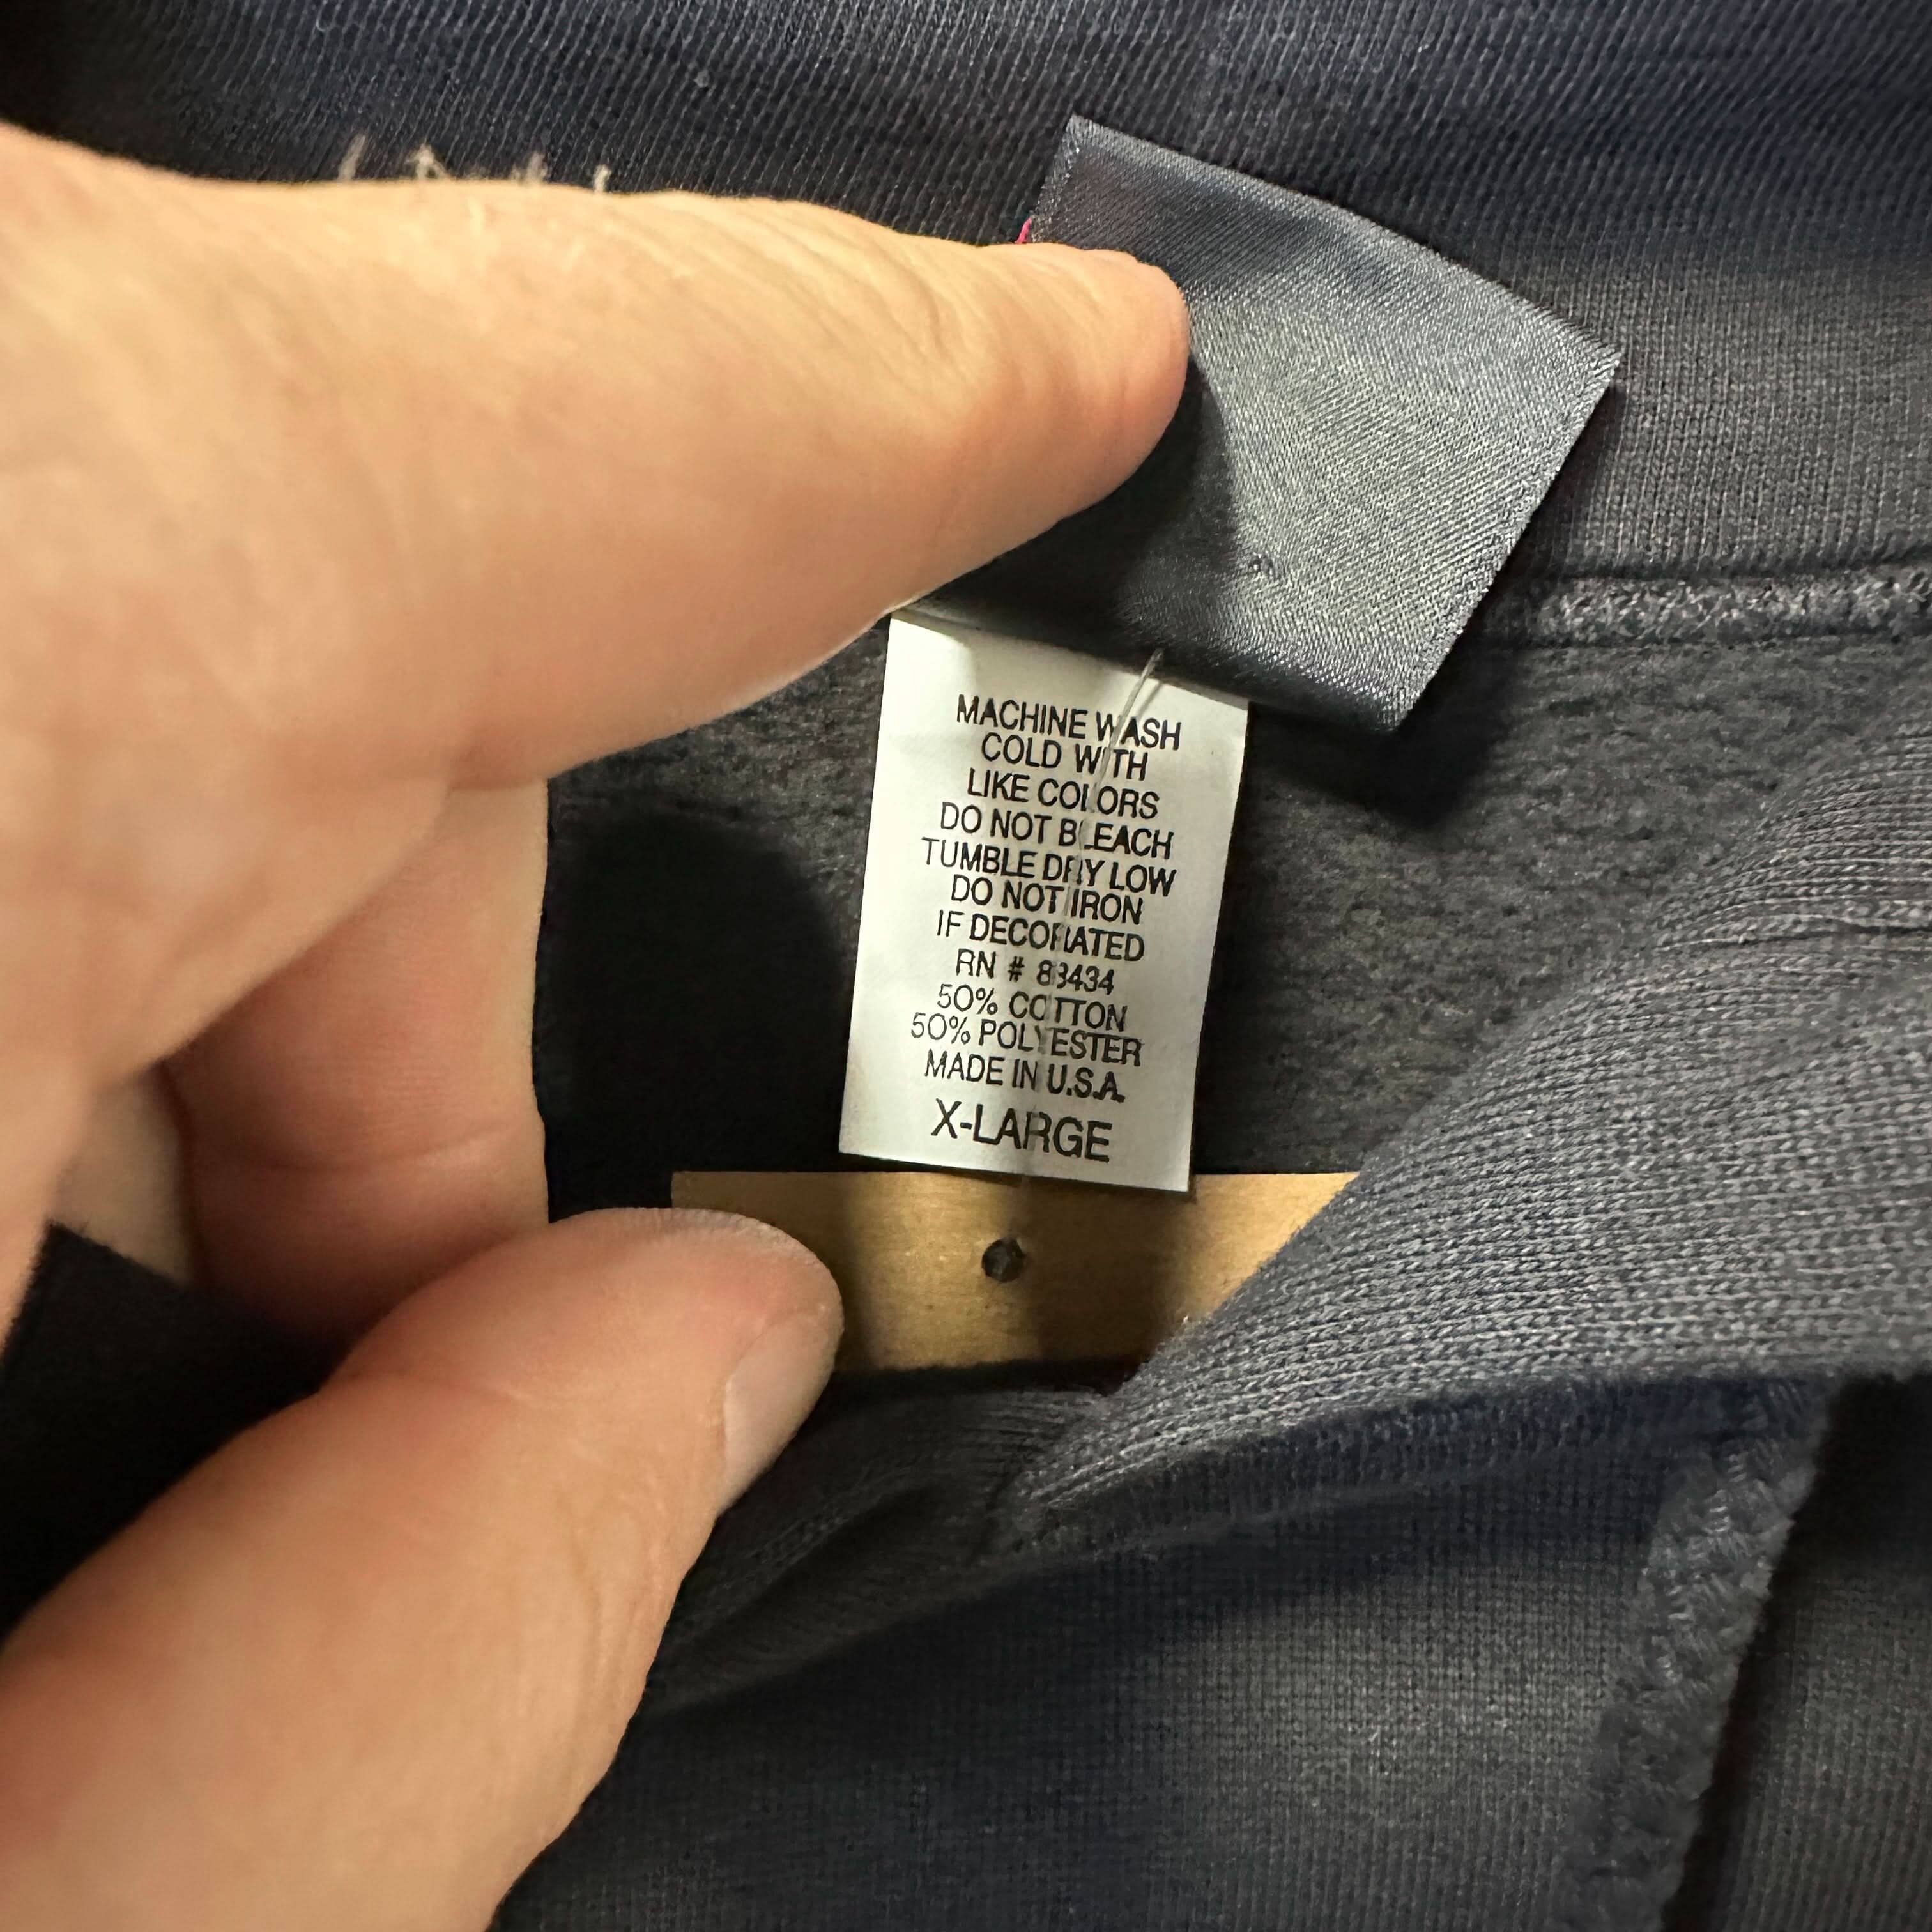 MACHINE WASH
COLD WITH
LIKE COLORS
DO NOT BLEACH
TUMBLE DRY LOW
DO NOT IRON
IF DECORATED
RN # 83434
50% COTTON
50% POLYESTER
MADE IN U.S.A.
X-LARGE